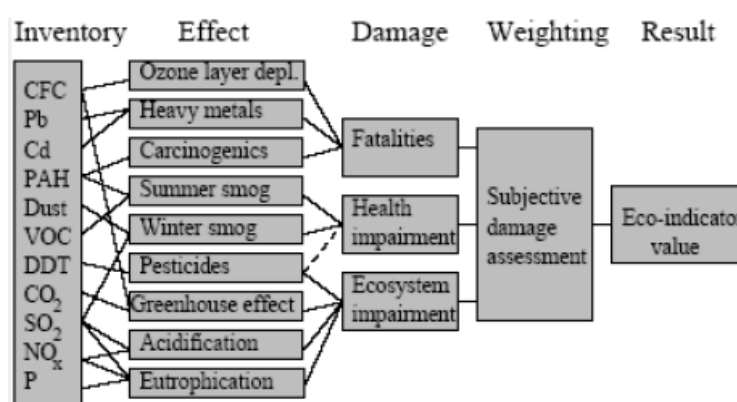 Inventory Effect Damage Weighting Result
CFC
Pb
Cd
PAH
Dust
VOC
DDT
CO2
SO2
NOx
P
Ozone layer depl.
Heavy metals
Carcinogenics
Summer smog
Winter smog
Pesticides
Greenhouse effect
Acidification
Eutrophication
Fatalities
Health
impairment
Ecosystem
impairment
Subjective
damage
assessment
Eco-indicator
value